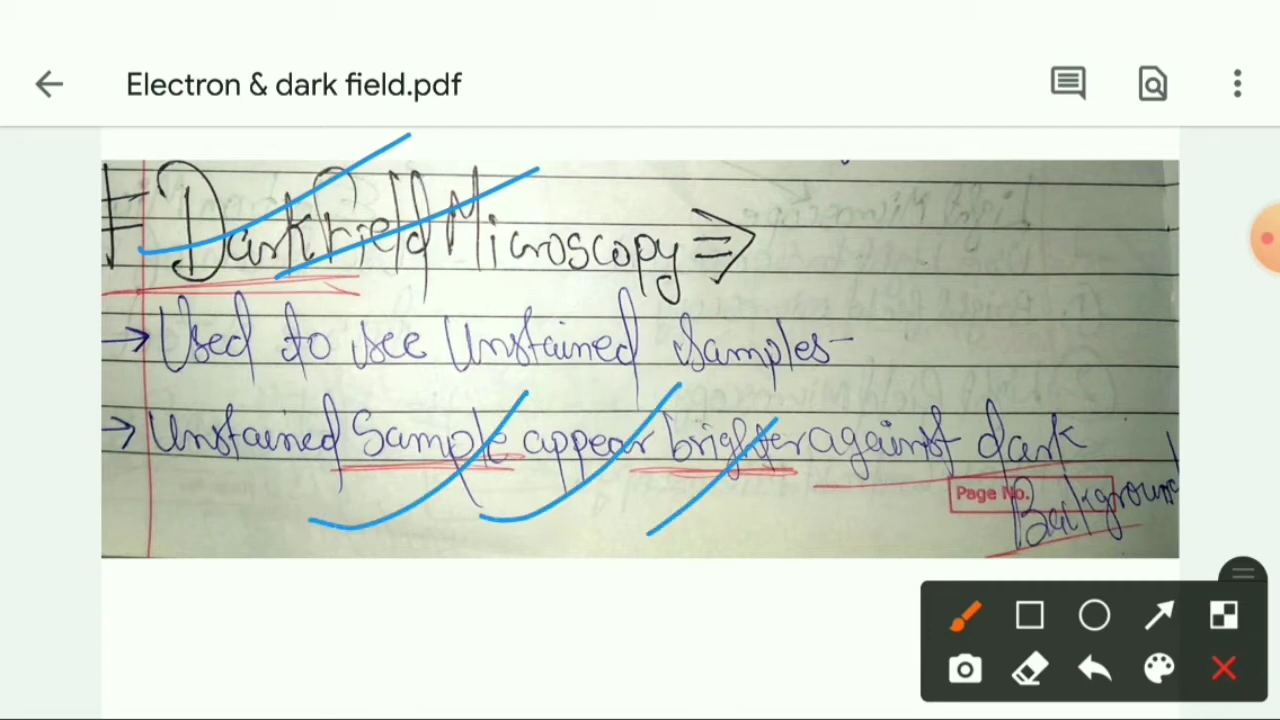 Electron & dark field.pdf
# Dark Field Microscopy ⇒
→ Used to see Unstained Samples-
→ Unstained Sample appear brighter against dark
Page No.
Background